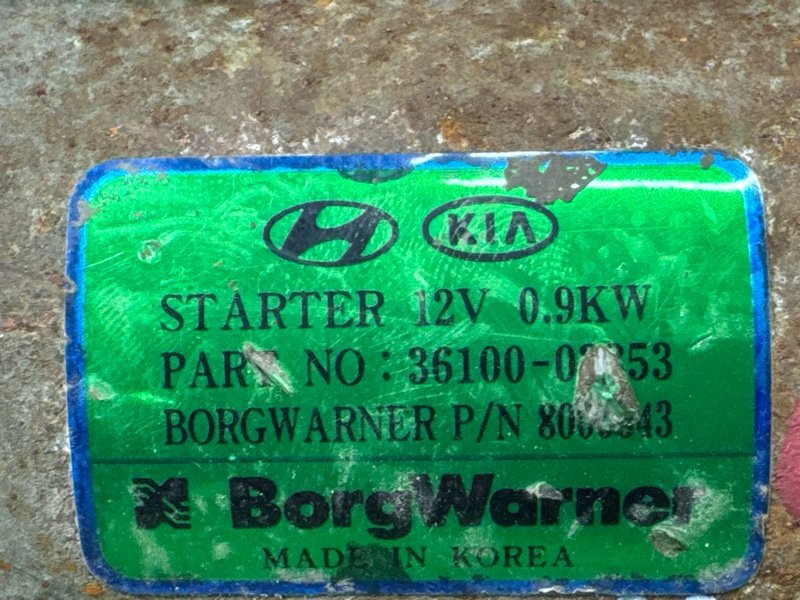 KIA
STARTER 12V 0.9KW
PART NO : 
BORGWARNER P/N
BorgWarner
MADE IN KOREA